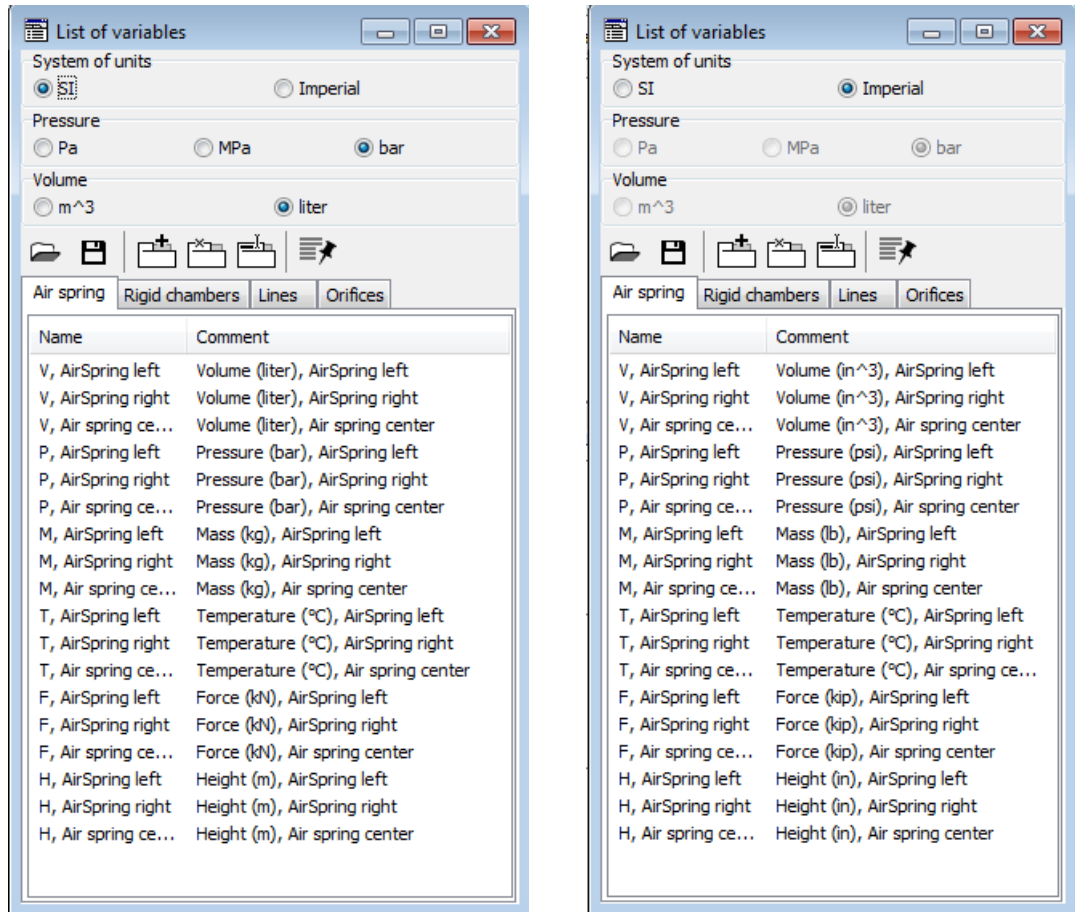 List of variables
System of units
SI Imperial
Pressure
Pa MPa bar
Volume
m^3 liter
Air spring Rigid chambers Lines Orifices
Name Comment
V, AirSpring left Volume (liter), AirSpring left
V, AirSpring right Volume (liter), AirSpring right
V, Air spring ce... Volume (liter), Air spring center
P, AirSpring left Pressure (bar), AirSpring left
P, AirSpring right Pressure (bar), AirSpring right
P, Air spring ce... Pressure (bar), Air spring center
M, AirSpring left Mass (kg), AirSpring left
M, AirSpring right Mass (kg), AirSpring right
M, Air spring ce... Mass (kg), Air spring center
T, AirSpring left Temperature (ºC), AirSpring left
T, AirSpring right Temperature (ºC), AirSpring right
T, Air spring ce... Temperature (ºC), Air spring center
F, AirSpring left Force (kN), AirSpring left
F, AirSpring right Force (kN), AirSpring right
F, Air spring ce... Force (kN), Air spring center
H, AirSpring left Height (m), AirSpring left
H, AirSpring right Height (m), AirSpring right
H, Air spring ce... Height (m), Air spring center
List of variables
System of units
SI Imperial
Pressure
Pa MPa bar
Volume
m^3 liter
Air spring Rigid chambers Lines Orifices
Name Comment
V, AirSpring left Volume (in^3), AirSpring left
V, AirSpring right Volume (in^3), AirSpring right
V, Air spring ce... Volume (in^3), Air spring center
P, AirSpring left Pressure (psi), AirSpring left
P, AirSpring right Pressure (psi), AirSpring right
P, Air spring ce... Pressure (psi), Air spring center
M, AirSpring left Mass (lb), AirSpring left
M, AirSpring right Mass (lb), AirSpring right
M, Air spring ce... Mass (lb), Air spring center
T, AirSpring left Temperature (ºC), AirSpring left
T, AirSpring right Temperature (ºC), AirSpring right
T, Air spring ce... Temperature (ºC), Air spring ce...
F, AirSpring left Force (kip), AirSpring left
F, AirSpring right Force (kip), AirSpring right
F, Air spring ce... Force (kip), Air spring center
H, AirSpring left Height (in), AirSpring left
H, AirSpring right Height (in), AirSpring right
H, Air spring ce... Height (in), Air spring center